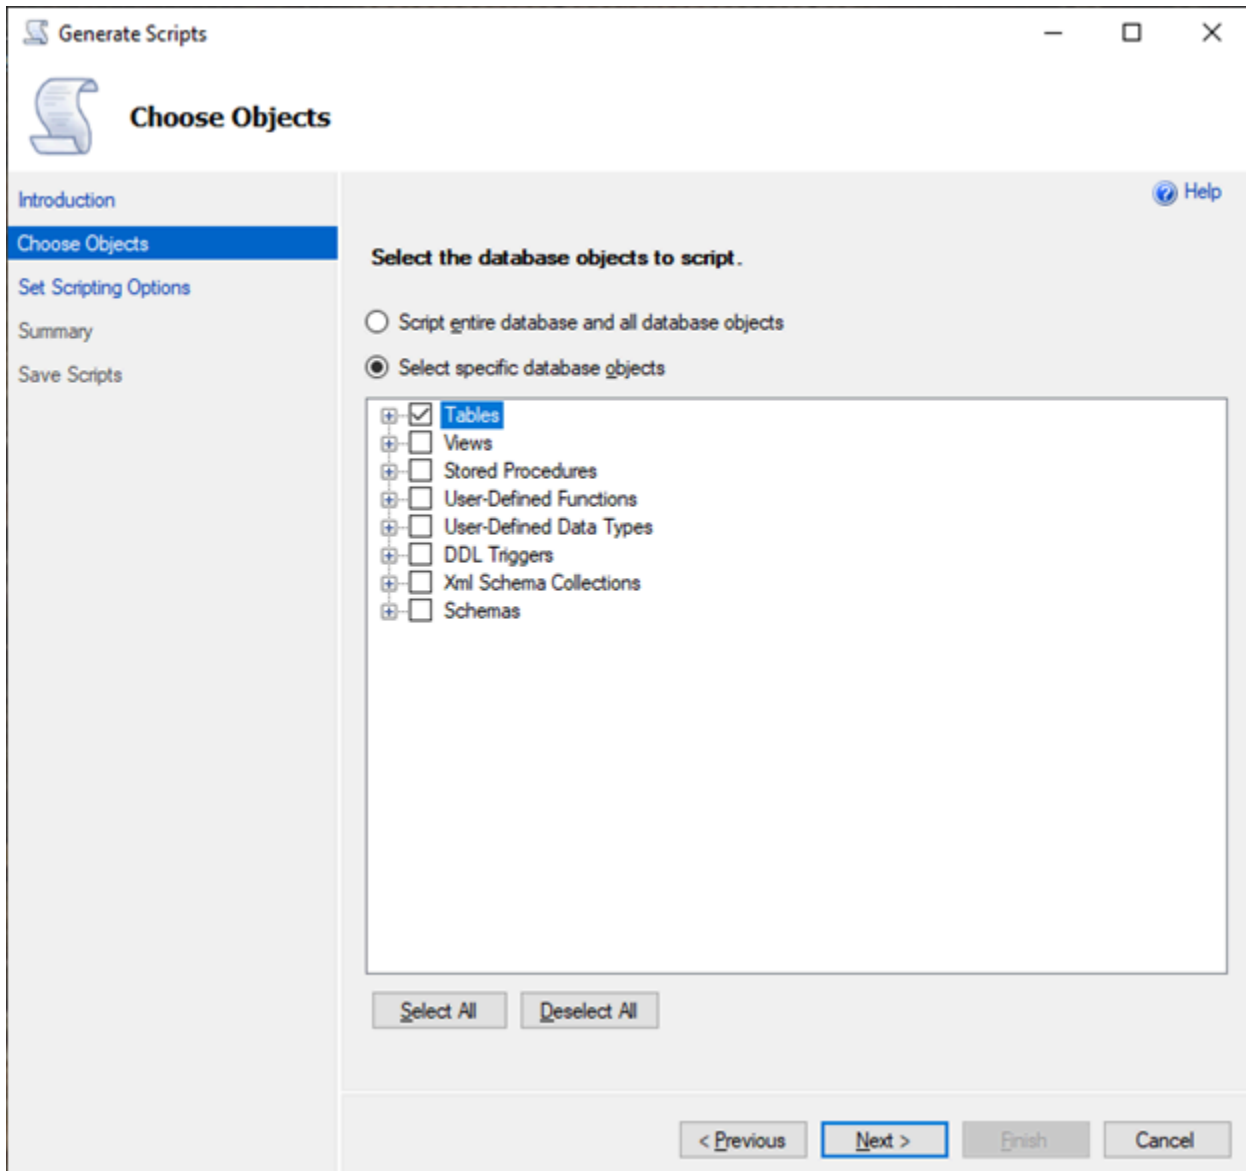 Generate Scripts
Choose Objects
Introduction
Choose Objects
Set Scripting Options
Summary
Save Scripts
Help
Select the database objects to script.
Script entire database and all database objects
Select specific database objects
Tables
Views
Stored Procedures
User-Defined Functions
User-Defined Data Types
DDL Triggers
Xml Schema Collections
Schemas
Select All
Deselect All
< Previous
Next >
Finish
Cancel